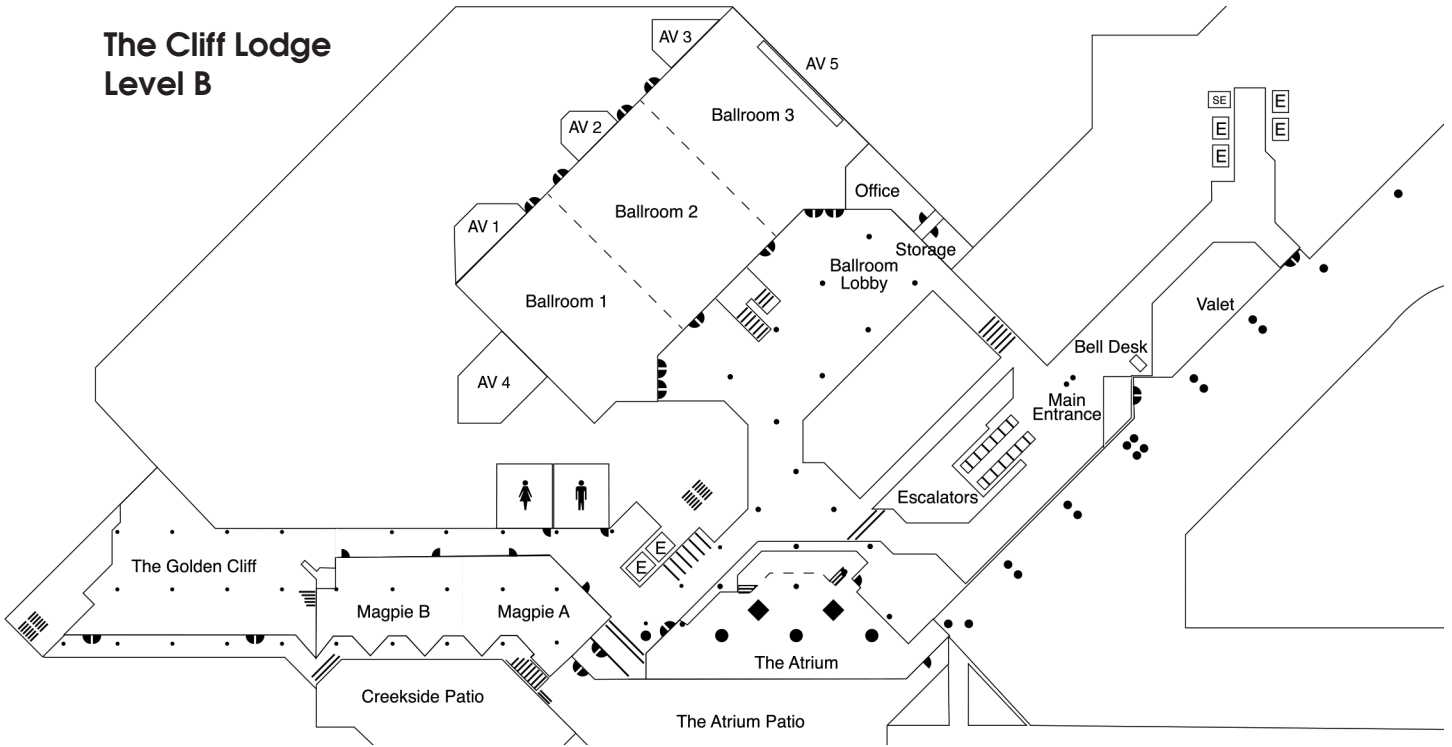 The Cliff Lodge
Level B
AV 3
AV 5
Ballroom 3
AV 2
SE
E
E
E
E
Office
Ballroom 2
AV 1
Storage
Ballroom
Lobby
Ballroom 1
Valet
Bell Desk
AV 4
Main
Entrance
Escalators
E
E
The Golden Cliff
Magpie B
Magpie A
The Atrium
Creekside Patio
The Atrium Patio